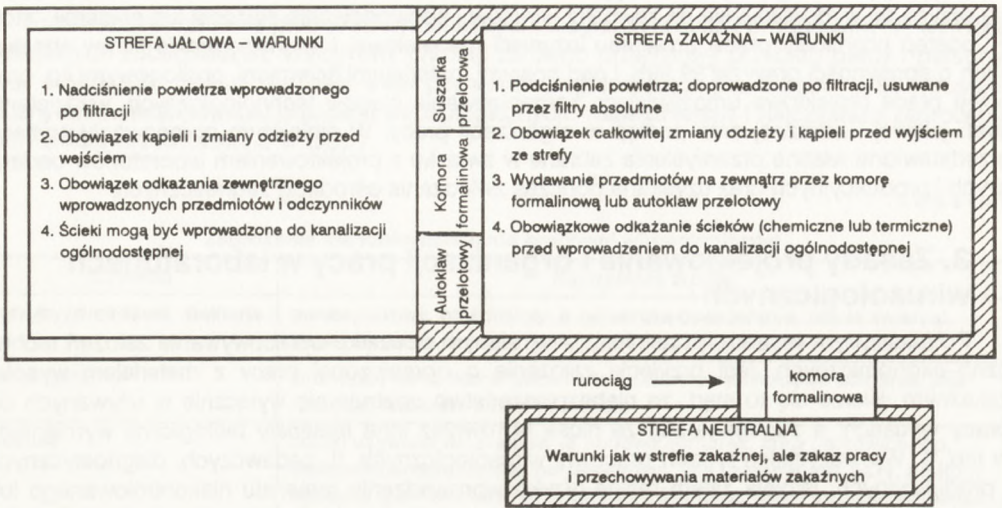 STREFA JAŁOWA – WARUNKI
1. Nadciśnienie powietrza wprowadzonego
po filtracji
2. Obowiązek kąpieli i zmiany odzieży przed
wejściem
3. Obowiązek odkażania zewnętrznego
wprowadzonych przedmiotów i odczynników
4. Ścieki mogą być wprowadzone do kanalizacji
ogólnodostępnej
Suszarka
przelotowa
Komora
formalinowa
Autoklaw
przelotowy
STREFA ZAKAŹNA – WARUNKI
1. Podciśnienie powietrza; doprowadzone po filtracji, usuwane
przez filtry absolutne
2. Obowiązek całkowitej zmiany odzieży i kąpieli przed wyjściem
ze strefy
3. Wydawanie przedmiotów na zewnątrz przez komorę
formalinową lub autoklaw przelotowy
4. Obowiązkowe odkażanie ścieków (chemiczne lub termiczne)
przed wprowadzeniem do kanalizacji ogólnodostępnej
rurociąg
komora
formalinowa
STREFA NEUTRALNA
Warunki jak w strefie zakaźnej, ale zakaz pracy
i przechowywania materiałów zakaźnych